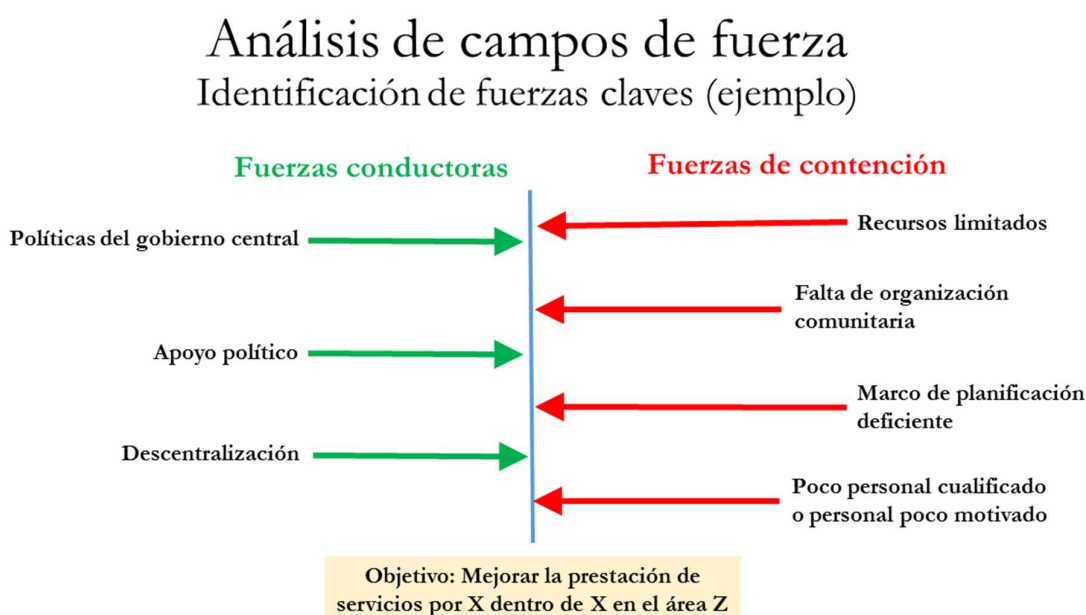 Análisis de campos de fuerza
Identificación de fuerzas claves (ejemplo)
Fuerzas conductoras
Fuerzas de contención
Políticas del gobierno central
Recursos limitados
Falta de organización
comunitaria
Apoyo político
Marco de planificación
deficiente
Descentralización
Poco personal cualificado
o personal poco motivado
Objetivo: Mejorar la prestación de
servicios por X dentro de X en el área Z